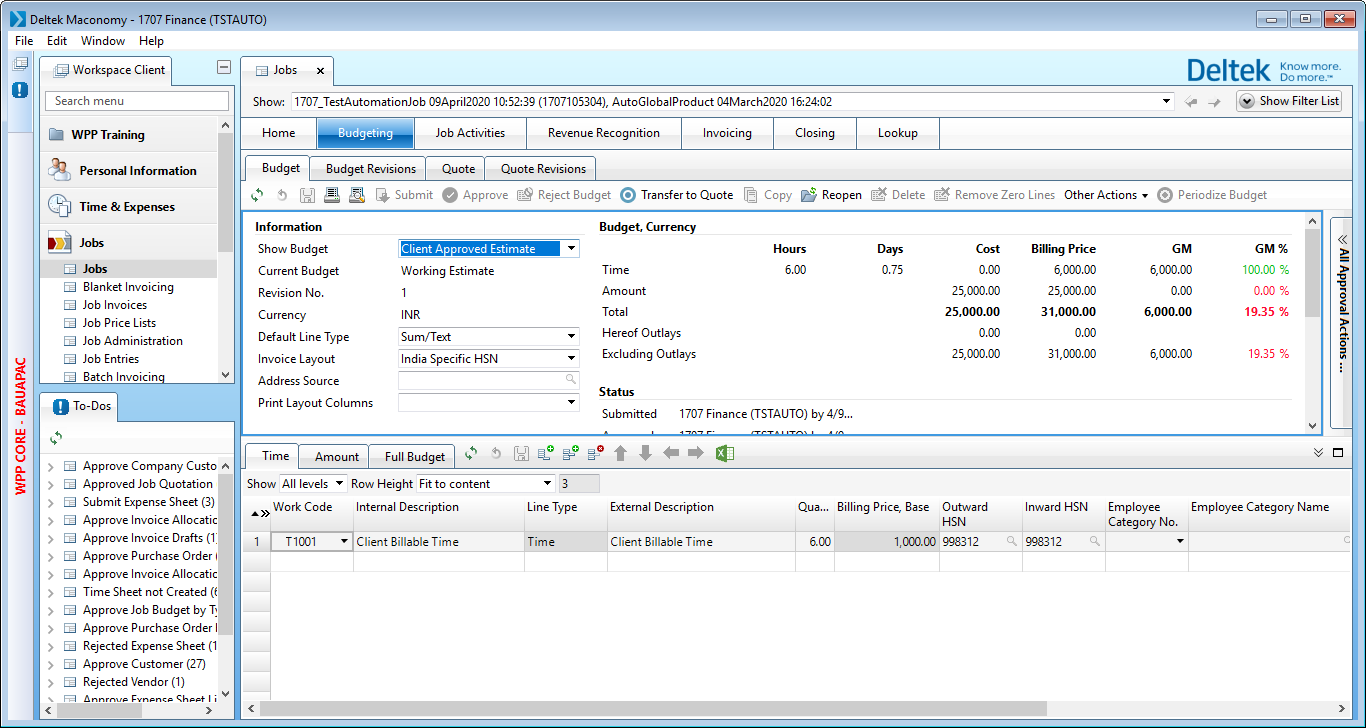 Deltek Maconomy - 1707 Finance (TSTAUTO)
File Edit Window Help
WPP CORE - BAUAPAC
Workspace Client
Search menu
WPP Training
Personal Information
Time & Expenses
Jobs
Jobs
Blanket Invoicing
Job Invoices
Job Price Lists
Job Administration
Job Entries
Batch Invoicing
To-Dos
Approve Company Custo
Approved Job Quotation
Submit Expense Sheet (3)
Approve Invoice Allocatic
Approve Invoice Drafts (1)
Approve Purchase Order (
Approve Invoice Allocatic
Time Sheet not Created (6
Approve Job Budget by Ty
Approve Purchase Order l
Rejected Expense Sheet (1
Approve Customer (27)
Rejected Vendor (1)
Approve Expense Sheet Li
Jobs
Deltek Know more. Do more.™
Show: 1707_TestAutomationJob 09April2020 10:52:39 (1707105304), AutoGlobalProduct 04March2020 16:24:02
Show Filter List
Home Budgeting Job Activities Revenue Recognition Invoicing Closing Lookup
Budget Budget Revisions Quote Quote Revisions
Submit Approve Reject Budget Transfer to Quote Copy Reopen Delete Remove Zero Lines Other Actions Periodize Budget
Information
Show Budget Client Approved Estimate
Current Budget Working Estimate
Revision No. 1
Currency INR
Default Line Type Sum/Text
Invoice Layout India Specific HSN
Address Source
Print Layout Columns
Budget, Currency
Hours Days Cost Billing Price GM GM %
Time 6.00 0.75 0.00 6,000.00 6,000.00 100.00 %
Amount 25,000.00 25,000.00 0.00 0.00 %
Total 25,000.00 31,000.00 6,000.00 19.35 %
Hereof Outlays 0.00 0.00
Excluding Outlays 25,000.00 31,000.00 6,000.00 19.35 %
Status
Submitted 1707 Finance (TSTAUTO) by 4/9...
All Approval Actions ...
Time Amount Full Budget
Show All levels Row Height Fit to content 3
Work Code Internal Description Line Type External Description Qua... Billing Price, Base Outward HSN Inward HSN Employee Category No. Employee Category Name
1 T1001 Client Billable Time Time Client Billable Time 6.00 1,000.00 998312 998312